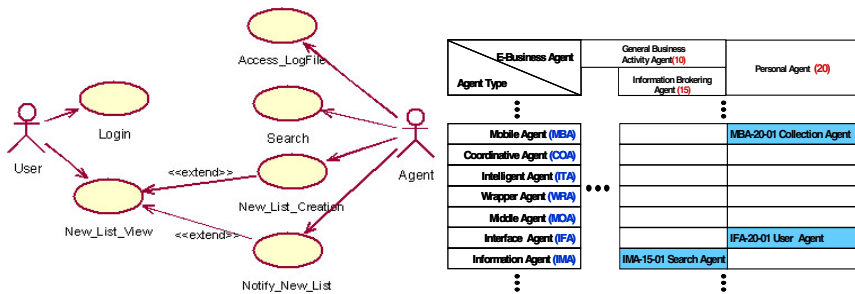 Access_LogFile
Login
Search
User
Agent
<<extend>>
New_List_Creation
New_List_View
<<extend>>
Notify_New_List
E-Business Agent
Agent Type
General Business
Activity Agent(10)
Information Brokering
Agent (15)
Personal Agent (20)
Mobile Agent (MBA)
MBA-20-01 Collection Agent
Coordinative Agent (COA)
Intelligent Agent (ITA)
Wrapper Agent (WRA)
Middle Agent (MOA)
Interface Agent (IFA)
IFA-20-01 User Agent
Information Agent (IMA)
IMA-15-01 Search Agent